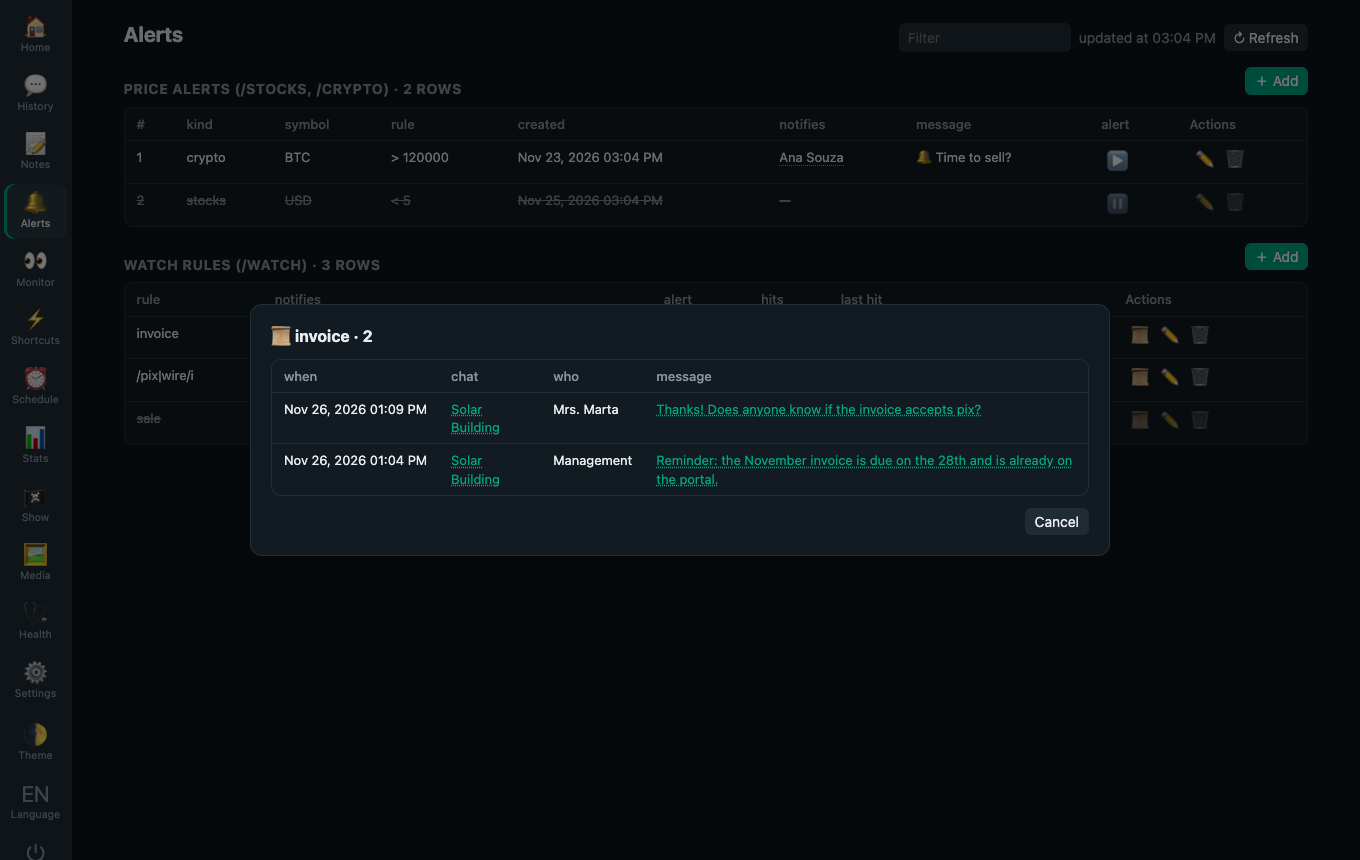 Home
History
Notes
Alerts
Monitor
Shortcuts
Schedule
Stats
Show
Media
Health
Settings
Theme
EN
Language
Alerts
Filter
updated at 03:04 PM
Refresh
PRICE ALERTS (/STOCKS, /CRYPTO) · 2 ROWS
+ Add
# kind symbol rule created notifies message alert Actions
1 crypto BTC > 120000 Nov 23, 2026 03:04 PM Ana Souza Time to sell?
2 stocks USD < 5 Nov 25, 2026 03:04 PM —
WATCH RULES (/WATCH) · 3 ROWS
+ Add
rule notifies alert hits last hit Actions
invoice
/pix|wire/i
sale
invoice · 2
when chat who message
Nov 26, 2026 01:09 PM Solar Mrs. Marta Thanks! Does anyone know if the invoice accepts pix?
Building
Nov 26, 2026 01:04 PM Solar Management Reminder: the November invoice is due on the 28th and is already on
Building the portal.
Cancel